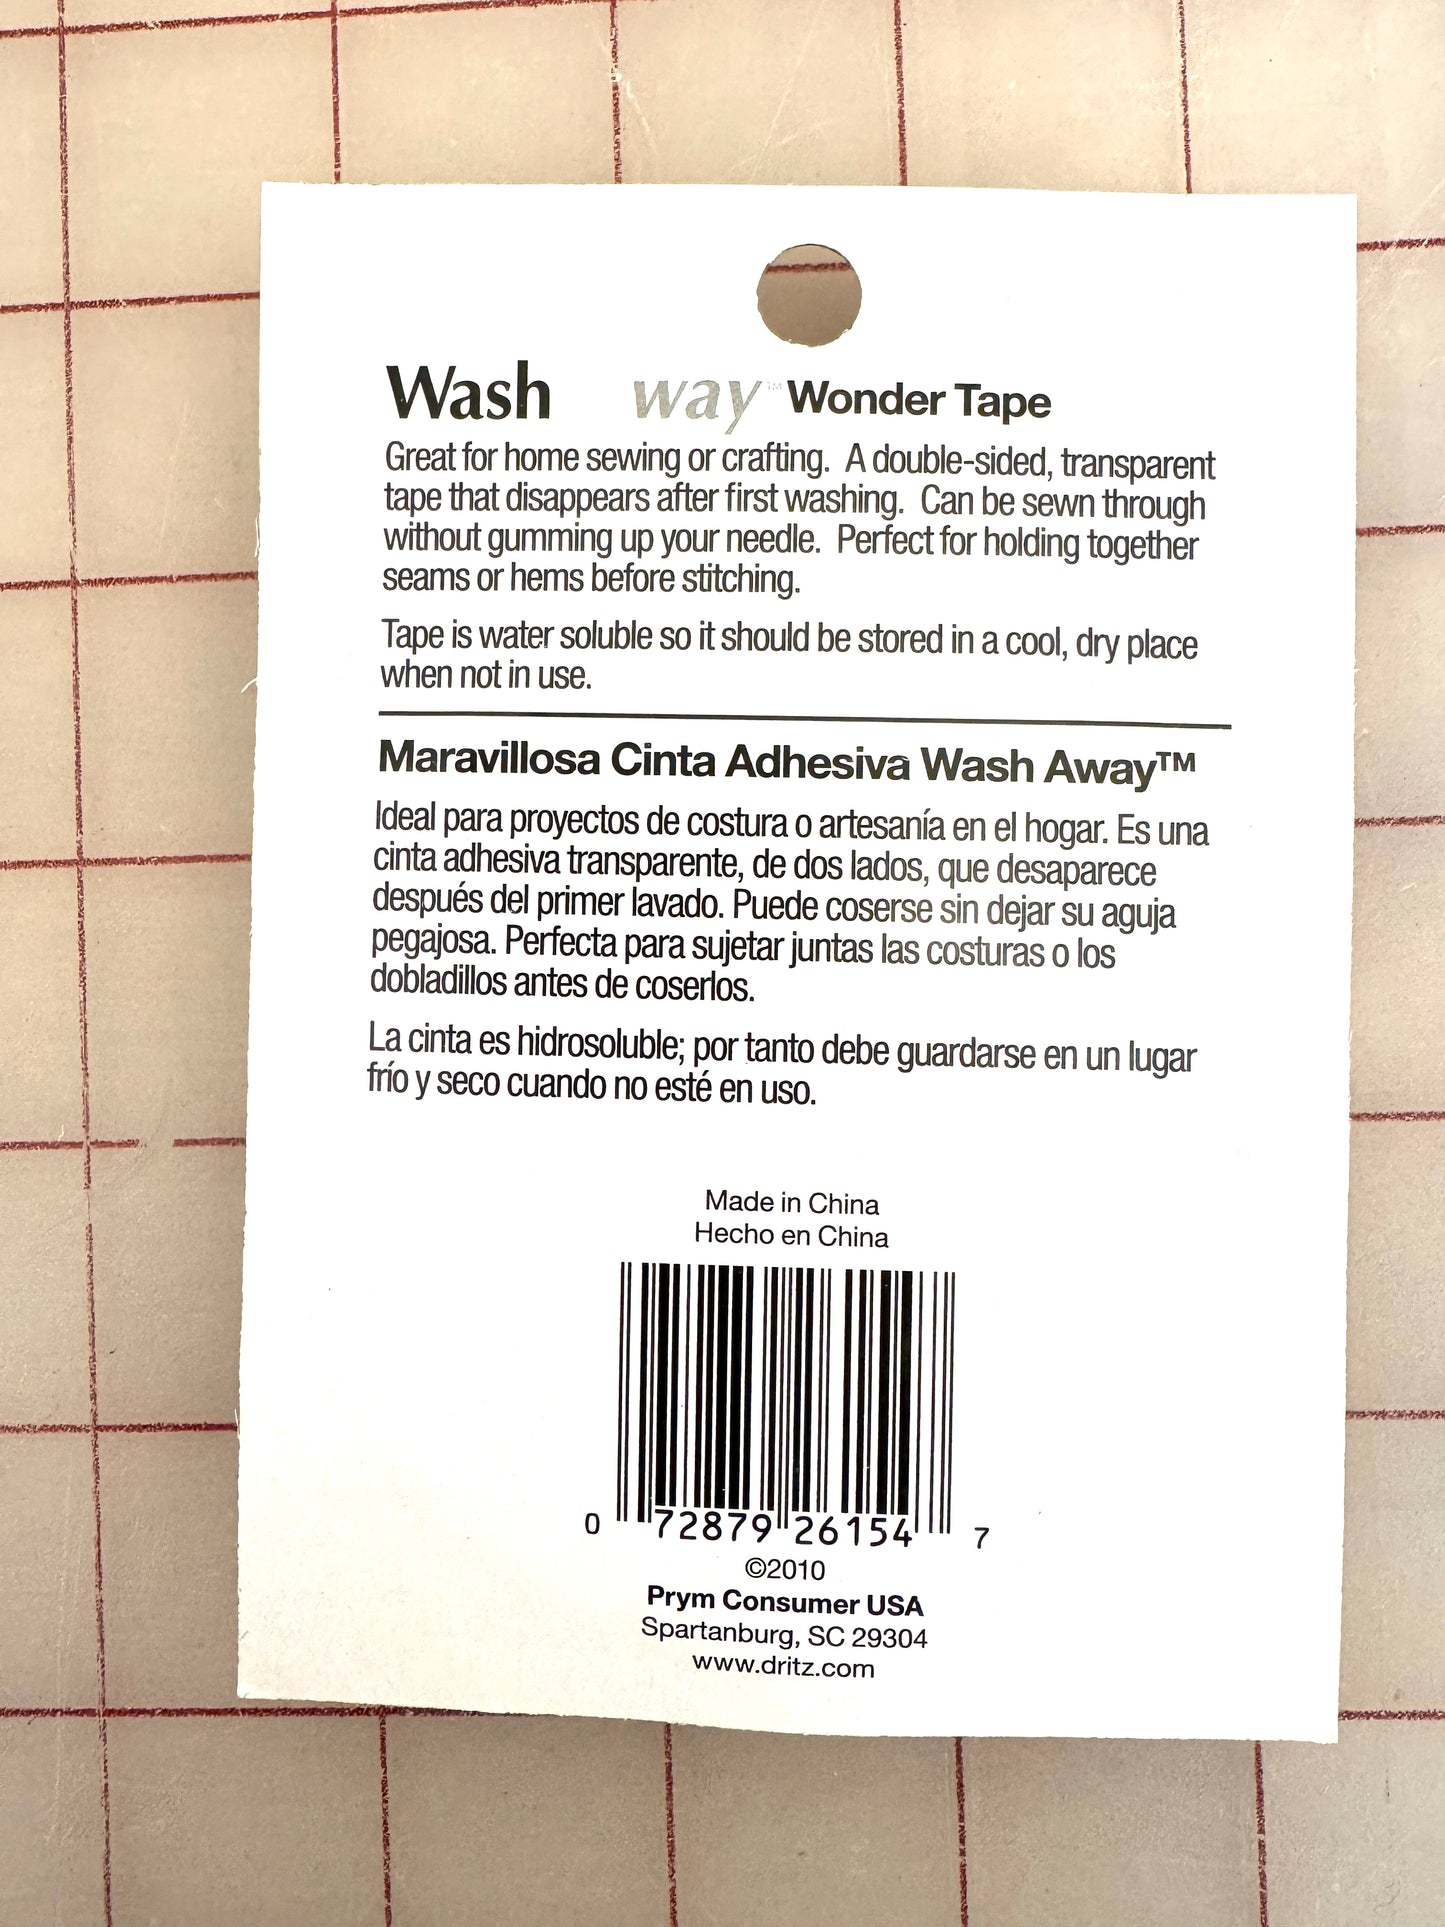 Wash way™ Wonder Tape
Great for home sewing or crafting. A double-sided, transparent
tape that disappears after first washing. Can be sewn through
without gumming up your needle. Perfect for holding together
seams or hems before stitching.
Tape is water soluble so it should be stored in a cool, dry place
when not in use.
Maravillosa Cinta Adhesiva Wash Away™
Ideal para proyectos de costura o artesanía en el hogar. Es una
cinta adhesiva transparente, de dos lados, que desaparece
después del primer lavado. Puede coserse sin dejar su aguja
pegajosa. Perfecta para sujetar juntas las costuras o los
dobladillos antes de coserlos.
La cinta es hidrosoluble; por tanto debe guardarse en un lugar
frío y seco cuando no esté en uso.
Made in China
Hecho en China
0 72879 26154 7
©2010
Prym Consumer USA
Spartanburg, SC 29304
www.dritz.com